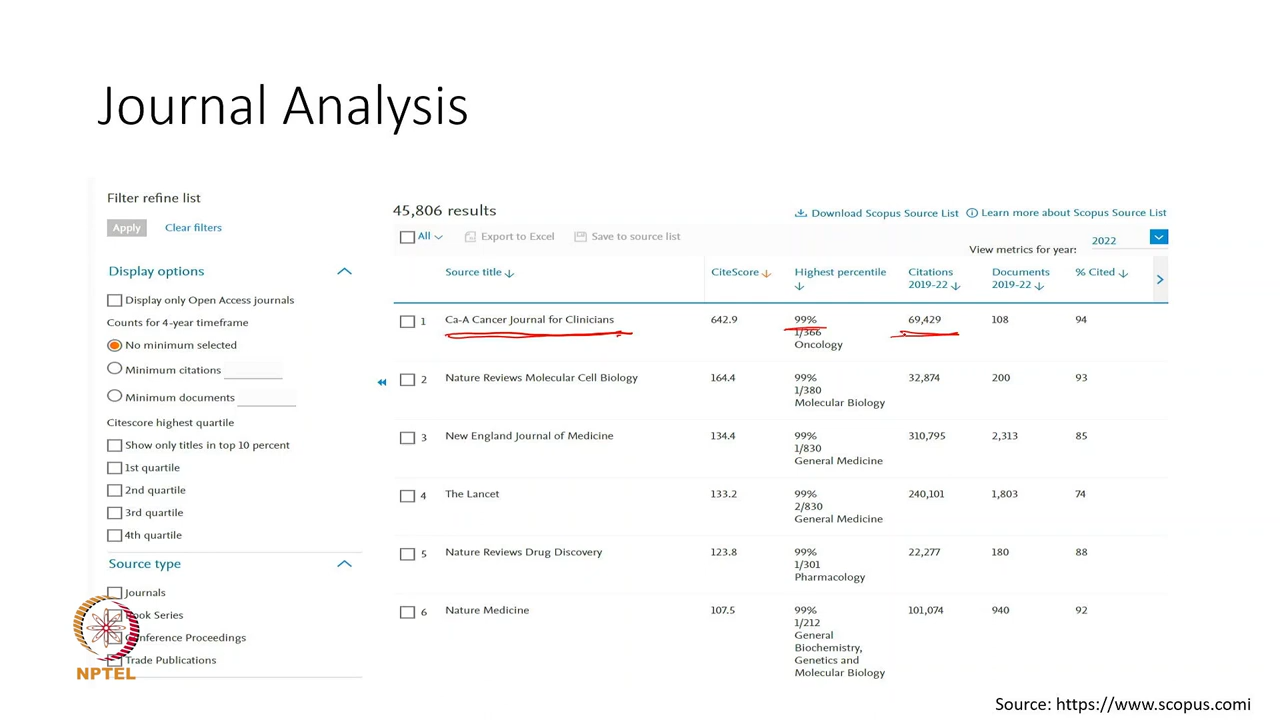 Journal Analysis
Filter refine list
Apply Clear filters
Display options
Display only Open Access journals
Counts for 4-year timeframe
No minimum selected
Minimum citations
Minimum documents
Citescore highest quartile
Show only titles in top 10 percent
1st quartile
2nd quartile
3rd quartile
4th quartile
Source type
Journals
Book Series
Conference Proceedings
Trade Publications
45,806 results
Download Scopus Source List Learn more about Scopus Source List
All Export to Excel Save to source list
View metrics for year: 2022
Source title CiteScore Highest percentile Citations 2019-22 Documents 2019-22 % Cited
1 Ca-A Cancer Journal for Clinicians 642.9 99% 69,429 108 94
1/366
Oncology
2 Nature Reviews Molecular Cell Biology 164.4 99% 32,874 200 93
1/380
Molecular Biology
3 New England Journal of Medicine 134.4 99% 310,795 2,313 85
1/830
General Medicine
4 The Lancet 133.2 99% 240,101 1,803 74
2/830
General Medicine
5 Nature Reviews Drug Discovery 123.8 99% 22,277 180 88
1/301
Pharmacology
6 Nature Medicine 107.5 99% 101,074 940 92
1/212
General
Biochemistry,
Genetics and
Molecular Biology
NPTEL
Source: https://www.scopus.comi